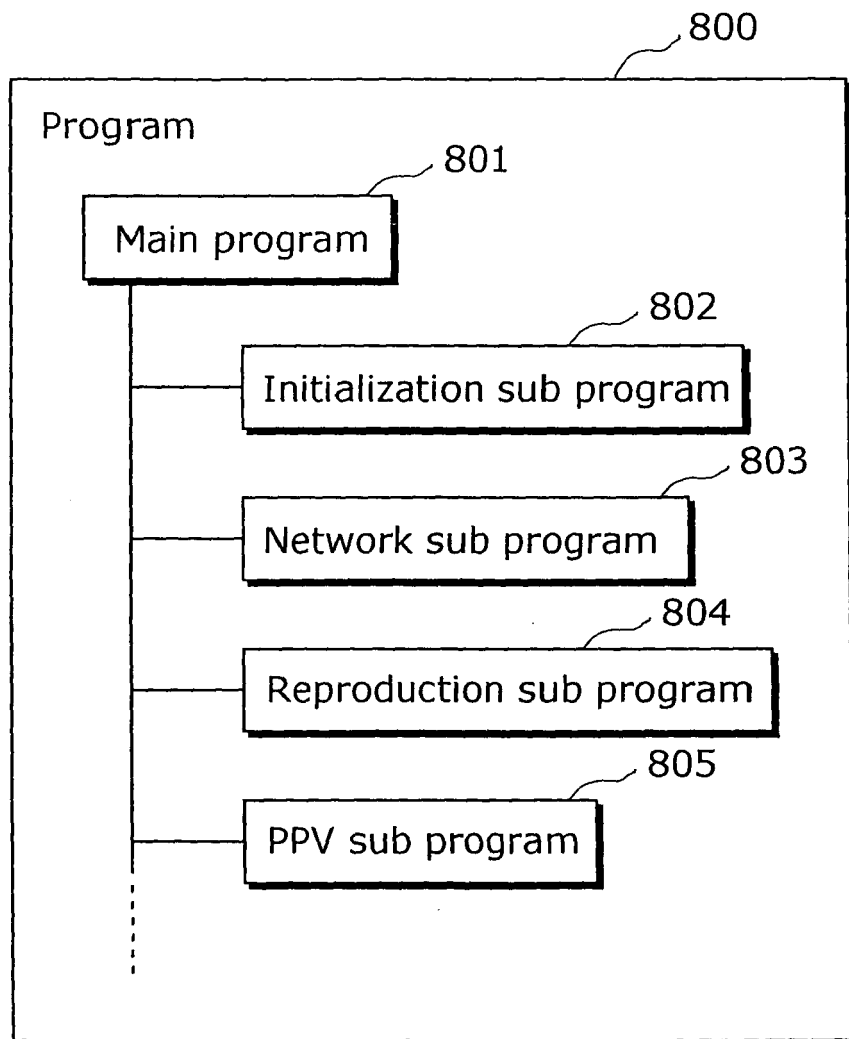 800
Program
801
Main program
802
Initialization sub program
803
Network sub program
804
Reproduction sub program
805
PPV sub program